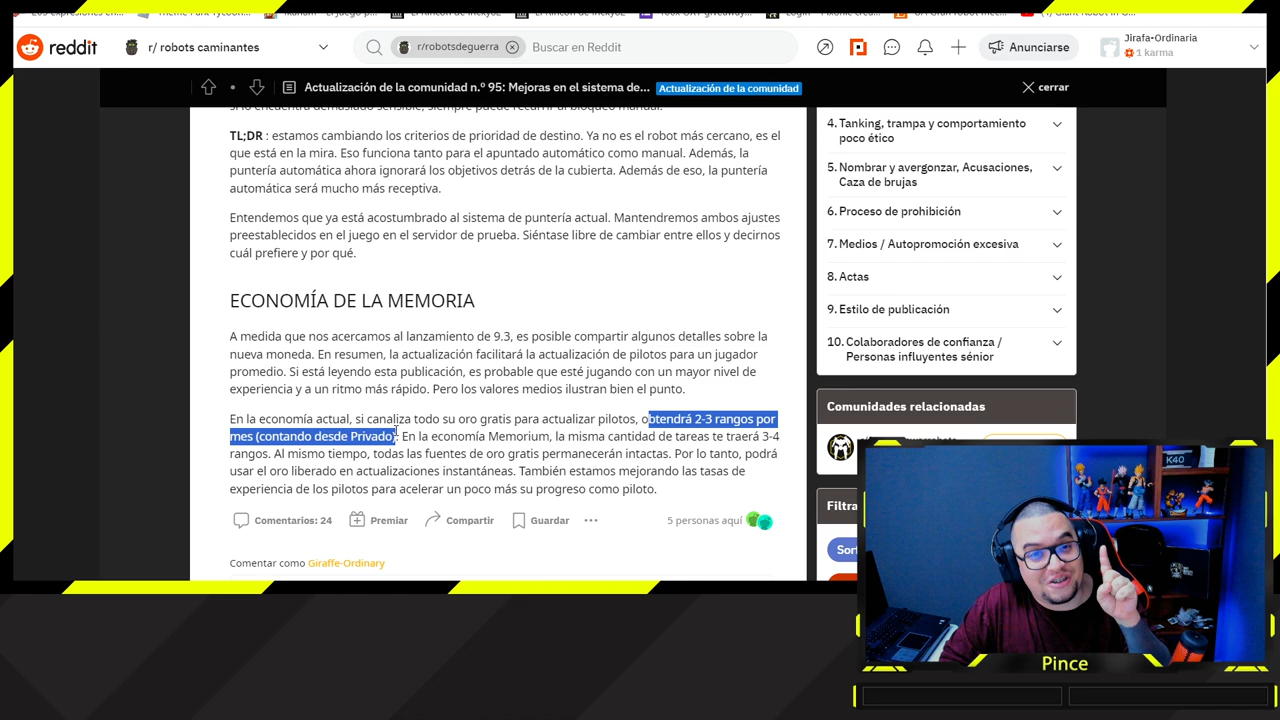 reddit
r/ robots caminantes
r/robotsdeguerra
Buscar en Reddit
Anunciarse
Jirafa-Ordinaria
1 karma
Actualización de la comunidad n.º 95: Mejoras en el sistema de...
Actualización de la comunidad
cerrar
TL;DR : estamos cambiando los criterios de prioridad de destino. Ya no es el robot más cercano, es el
que está en la mira. Eso funciona tanto para el apuntado automático como manual. Además, la
puntería automática ahora ignorará los objetivos detrás de la cubierta. Además de eso, la puntería
automática será mucho más receptiva.
Entendemos que ya está acostumbrado al sistema de puntería actual. Mantendremos ambos ajustes
preestablecidos en el juego en el servidor de prueba. Siéntase libre de cambiar entre ellos y decirnos
cuál prefiere y por qué.
ECONOMÍA DE LA MEMORIA
A medida que nos acercamos al lanzamiento de 9.3, es posible compartir algunos detalles sobre la
nueva moneda. En resumen, la actualización facilitará la actualización de pilotos para un jugador
promedio. Si está leyendo esta publicación, es probable que esté jugando con un mayor nivel de
experiencia y a un ritmo más rápido. Pero los valores medios ilustran bien el punto.
En la economía actual, si canaliza todo su oro gratis para actualizar pilotos, obtendrá 2-3 rangos por
mes (contando desde Privado). En la economía Memorium, la misma cantidad de tareas te traerá 3-4
rangos. Al mismo tiempo, todas las fuentes de oro gratis permanecerán intactas. Por lo tanto, podrá
usar el oro liberado en actualizaciones instantáneas. También estamos mejorando las tasas de
experiencia de los pilotos para acelerar un poco más su progreso como piloto.
Comentarios: 24
Premiar
Compartir
Guardar
5 personas aquí
Comentar como Giraffe-Ordinary
4. Tanking, trampa y comportamiento
poco ético
5. Nombrar y avergonzar, Acusaciones,
Caza de brujas
6. Proceso de prohibición
7. Medios / Autopromoción excesiva
8. Actas
9. Estilo de publicación
10. Colaboradores de confianza /
Personas influyentes sénior
Comunidades relacionadas
Filtra
Sort
K40
Pince